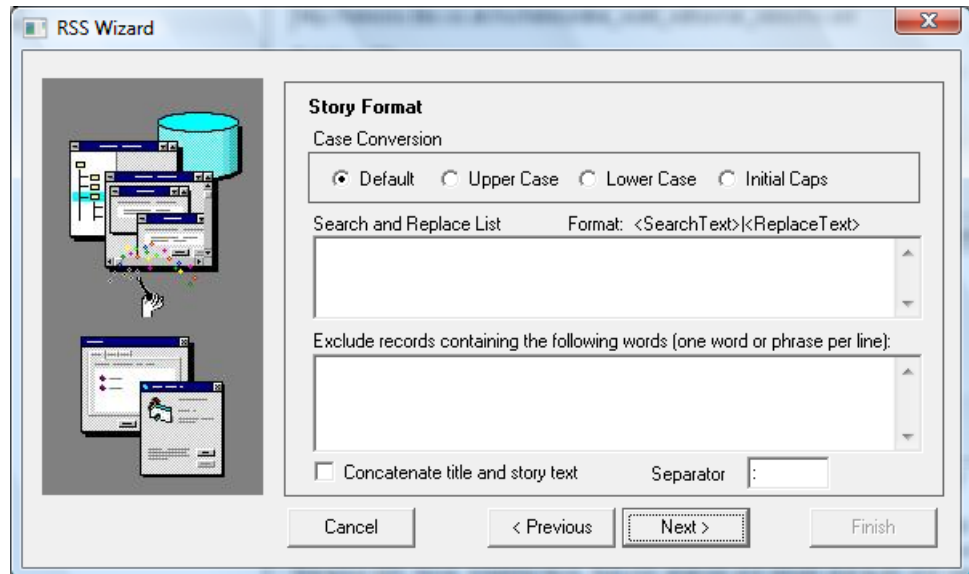 RSS Wizard
Story Format
Case Conversion
Default Upper Case Lower Case Initial Caps
Search and Replace List Format: <SearchText>|<ReplaceText>
Exclude records containing the following words (one word or phrase per line):
Concatenate title and story text Separator :
Cancel < Previous Next > Finish